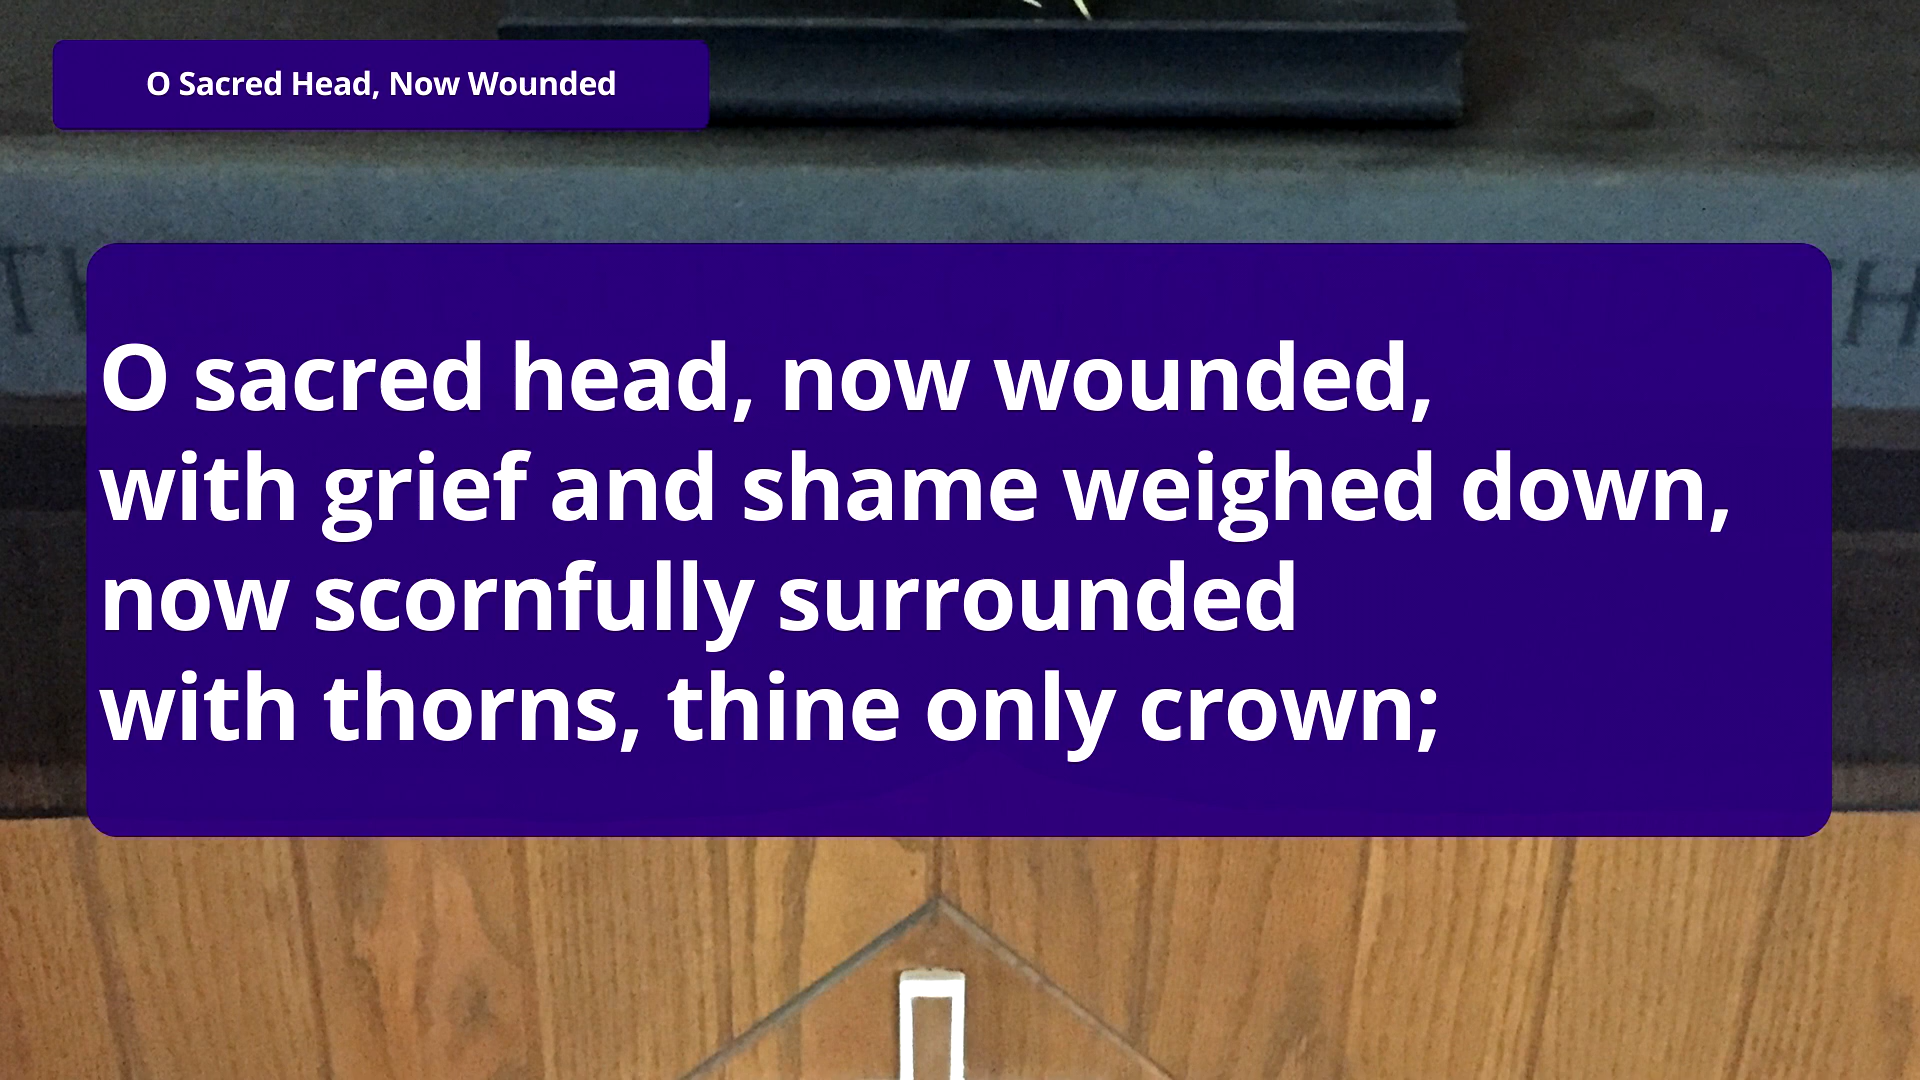 O Sacred Head, Now Wounded
O sacred head, now wounded,
with grief and shame weighed down,
now scornfully surrounded
with thorns, thine only crown;